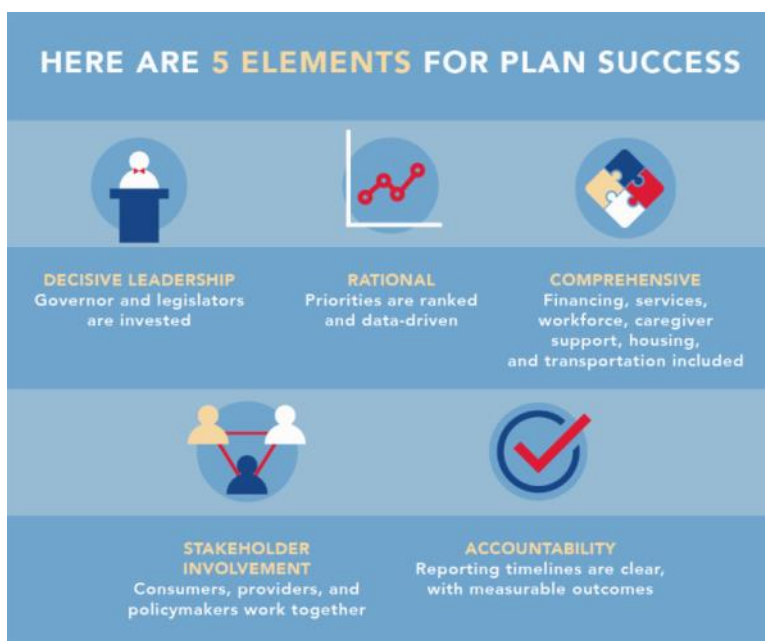 HERE ARE 5 ELEMENTS FOR PLAN SUCCESS
DECISIVE LEADERSHIP
Governor and legislators
are invested
RATIONAL
Priorities are ranked
and data-driven
COMPREHENSIVE
Financing, services,
workforce, caregiver
support, housing,
and transportation included
STAKEHOLDER
INVOLVEMENT
Consumers, providers, and
policymakers work together
ACCOUNTABILITY
Reporting timelines are clear,
with measurable outcomes